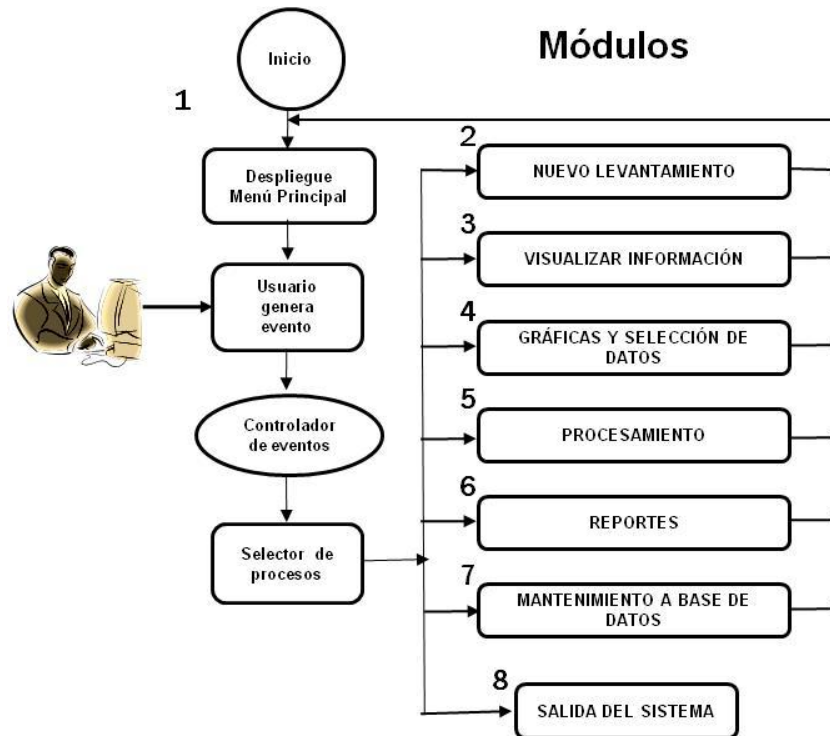 Módulos
Inicio
1
Despliegue
Menú Principal
Usuario
genera
evento
Controlador
de eventos
Selector de
procesos
2
NUEVO LEVANTAMIENTO
3
VISUALIZAR INFORMACIÓN
4
GRÁFICAS Y SELECCIÓN DE
DATOS
5
PROCESAMIENTO
6
REPORTES
7
MANTENIMIENTO A BASE DE
DATOS
8
SALIDA DEL SISTEMA